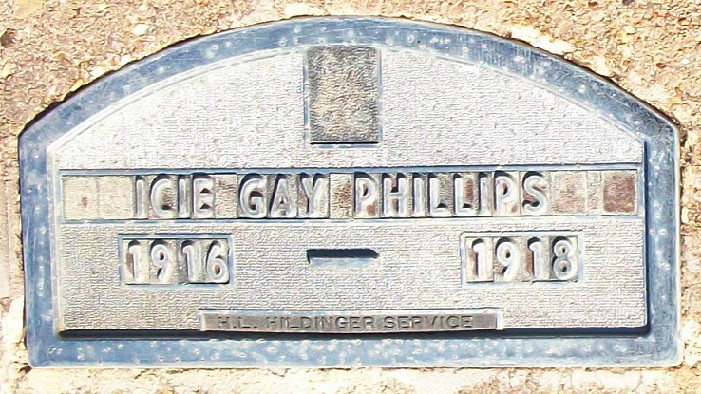 ICIE GAY PHILLIPS
1916 — 1918
H.L. HILDINGER SERVICE